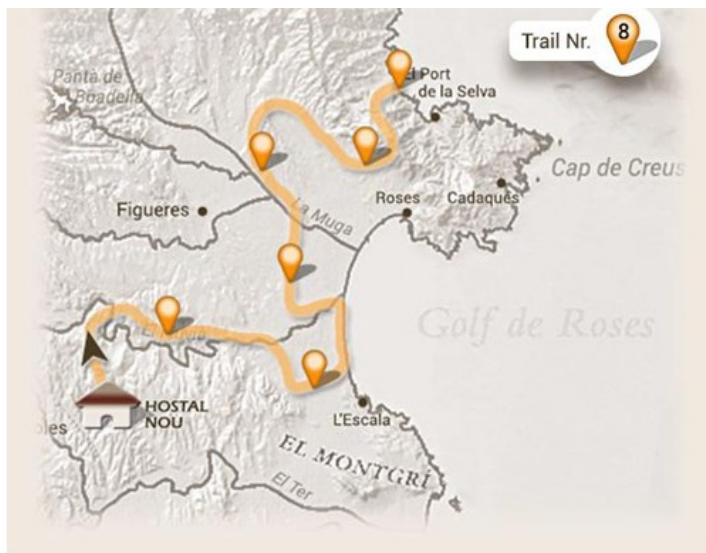 Trail Nr. 8
El Port
de la Selva
Pantà de
Boadella
Cap de Creus
Roses
Cadaqués
Figueres
La Muga
Golf de Roses
HOSTAL
NOU
L'Escala
EL MONTGRÍ
El Ter